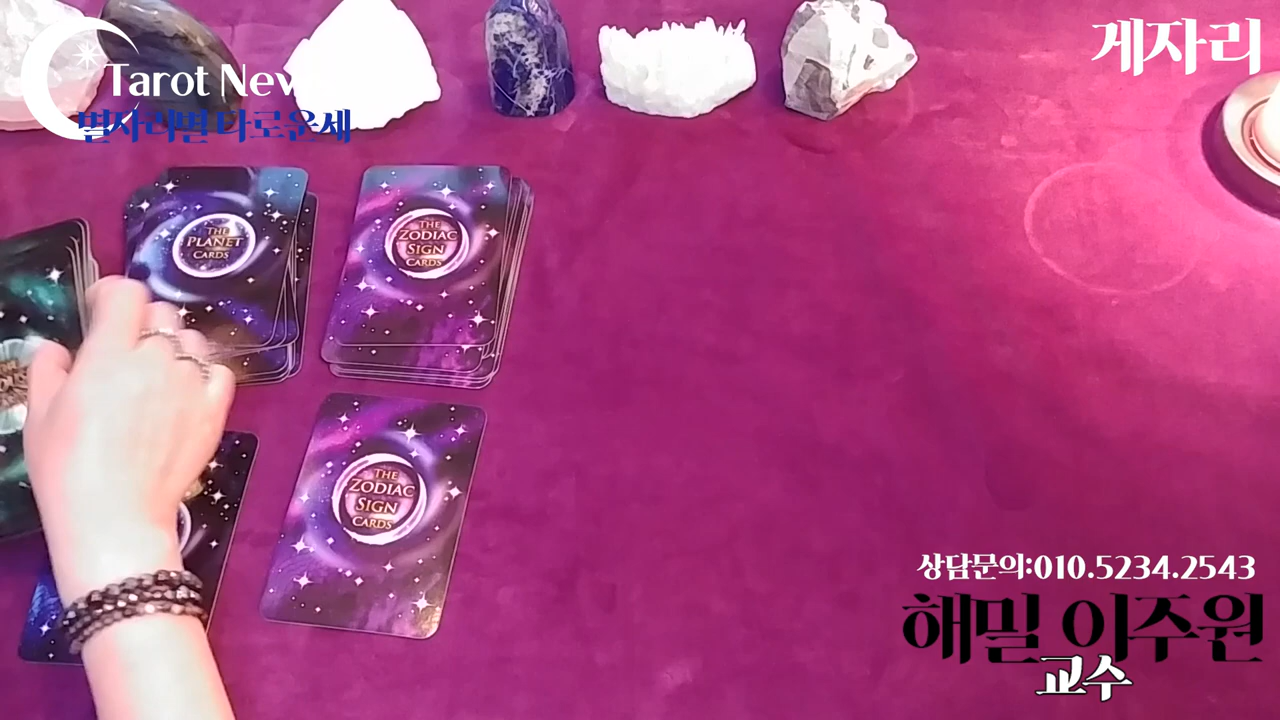 게자리
Tarot New
별자리별 타로운세
THE
PLANET
CARDS
THE
ZODIAC
SIGN
CARDS
THE
ZODIAC
SIGN
CARDS
상담문의:010.5234.2543
해밀 이주원
교수